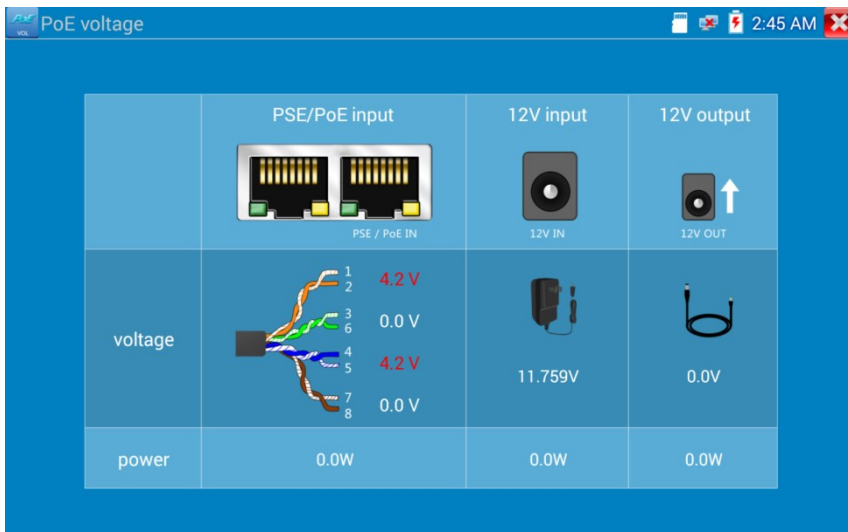 PoE
VOL
PoE voltage
2:45 AM
PSE/PoE input
12V input
12V output
PSE / PoE IN
12V IN
12V OUT
voltage
1
2
4.2 V
3
6
0.0 V
4
5
4.2 V
7
8
0.0 V
11.759V
0.0V
power
0.0W
0.0W
0.0W